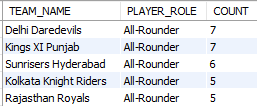 TEAM_NAME PLAYER_ROLE COUNT
Delhi Daredevils All-Rounder 7
Kings XI Punjab All-Rounder 7
Sunrisers Hyderabad All-Rounder 6
Kolkata Knight Riders All-Rounder 5
Rajasthan Royals All-Rounder 5